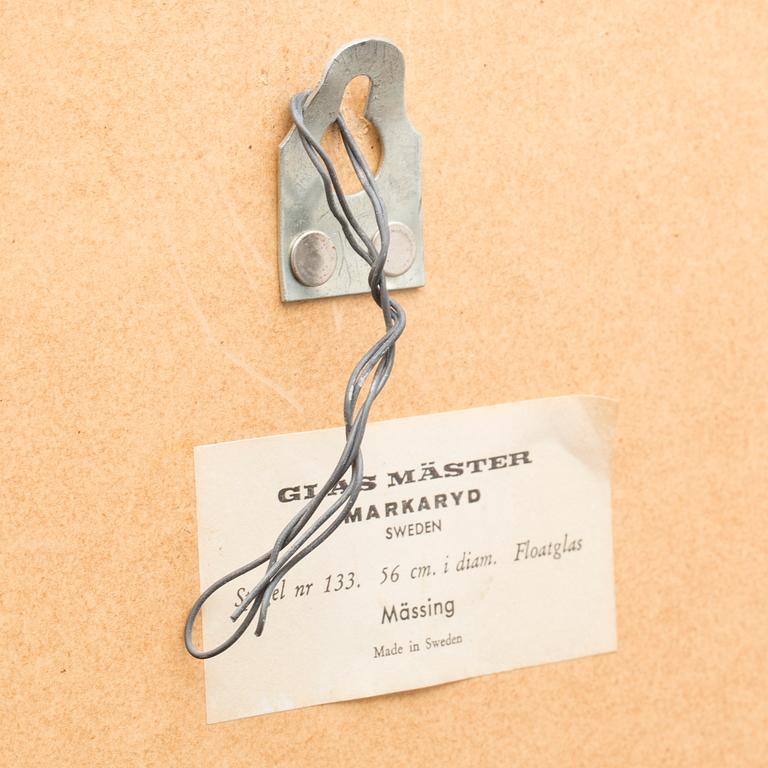 GLAS MÄSTER
MARKARYD
SWEDEN
nr 133. 56 cm. i diam. Floatglas
Mässing
Made in Sweden